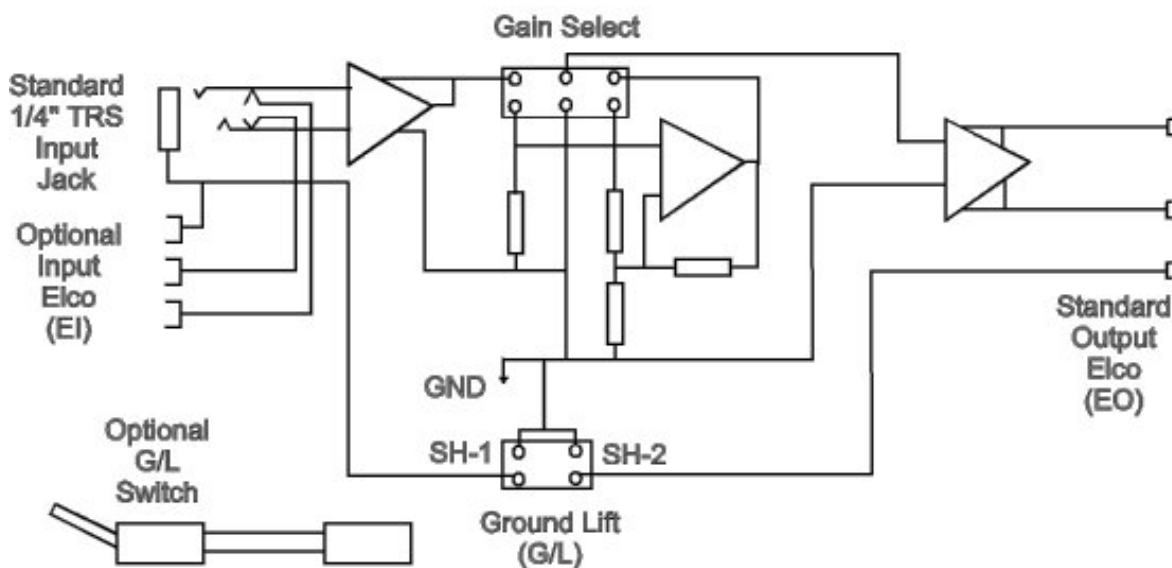 Gain Select
Standard
1/4" TRS
Input
Jack
Optional
Input
Elco
(EI)
GND
Standard
Output
Elco
(EO)
Optional
G/L
Switch
SH-1
SH-2
Ground Lift
(G/L)